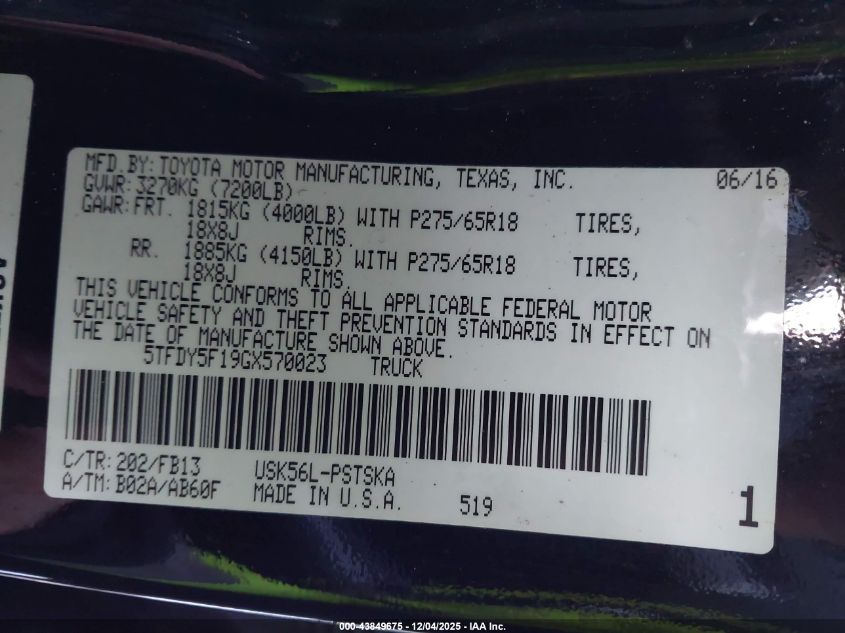 MFD.BY:TOYOTA MOTOR MANUFACTURING, TEXAS, INC. 06/16
GVWR:3270KG (7200LB)
GAWR:FRT. 1815KG (4000LB) WITH P275/65R18 TIRES,
18X8J RIMS.
RR. 1885KG (4150LB) WITH P275/65R18 TIRES,
18X8J RIMS.
THIS VEHICLE CONFORMS TO ALL APPLICABLE FEDERAL MOTOR
VEHICLE SAFETY AND THEFT PREVENTION STANDARDS IN EFFECT ON
THE DATE OF MANUFACTURE SHOWN ABOVE.
5TFDY5F19GX570023 TRUCK
C/TR:202/FB13 USK56L-PSTSKA
A/TM:B02A/AB60F MADE IN U.S.A. 519 1
000-43849675 - 12/04/2025 - IAA Inc.